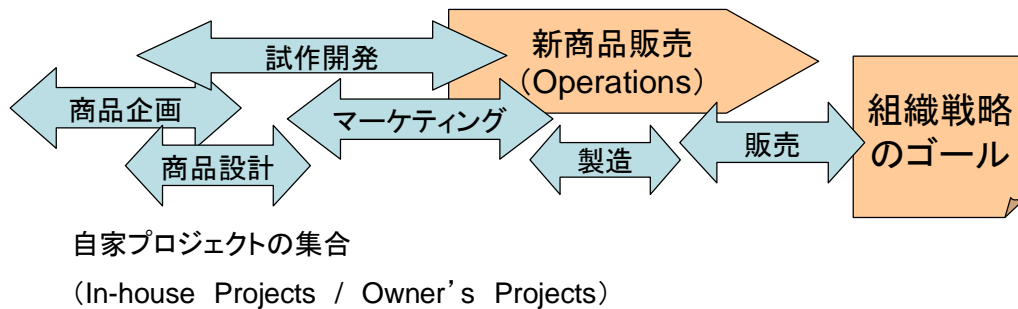 試作開発
新商品販売
（Operations）
商品企画
マーケティング
組織戦略
のゴール
商品設計
製造
販売
自家プロジェクトの集合
（In-house Projects / Owner’s Projects）